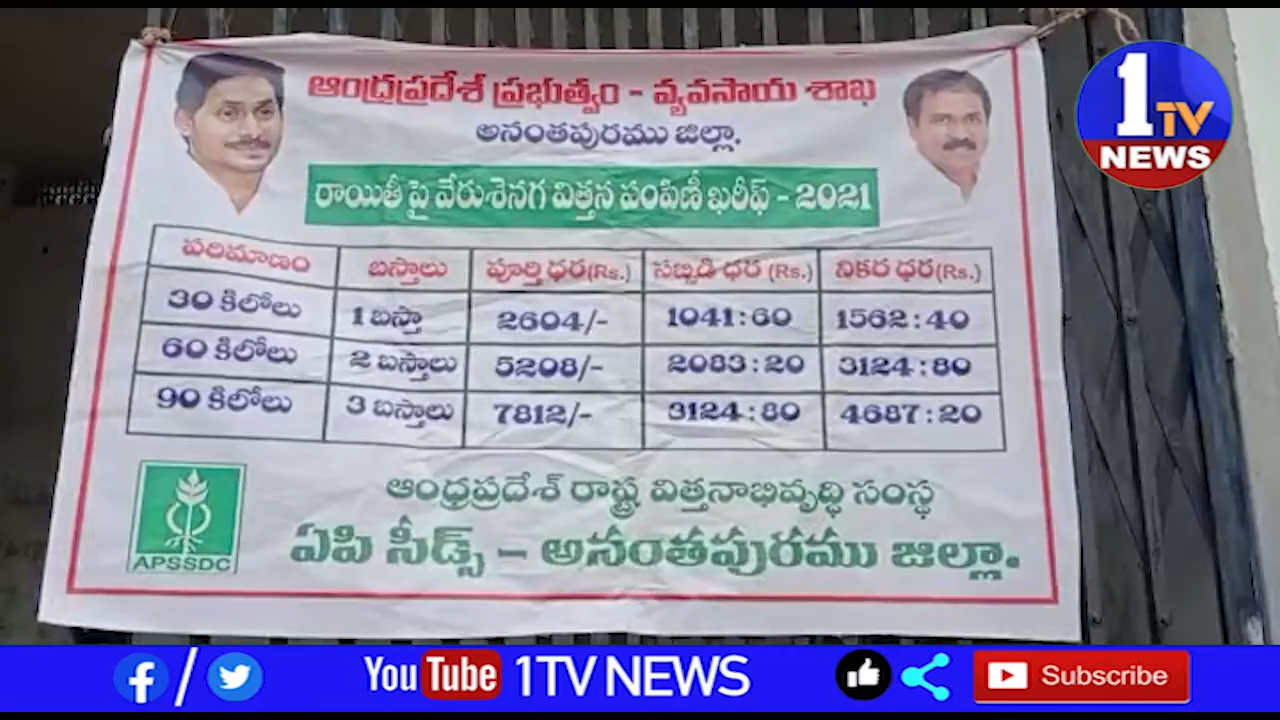 ఆంధ్రప్రదేశ్ ప్రభుత్వం - వ్యవసాయ శాఖ
అనంతపురము జిల్లా.
రాయితీ పై వేరుశెనగ విత్తన పంపిణీ ఖరీఫ్ - 2021
పరిమాణం బస్తాలు పూర్తి ధర(Rs.) సబ్సిడి ధర (Rs.) నికర ధర(Rs.)
30 కిలోలు 1 బస్తా 2604/- 1041:60 1562:40
60 కిలోలు 2 బస్తాలు 5208/- 2083:20 3124:80
90 కిలోలు 3 బస్తాలు 7812/- 3124:80 4687:20
ఆంధ్రప్రదేశ్ రాష్ట్ర విత్తనాభివృద్ధి సంస్థ
ఏపి సీడ్స్ – అనంతపురము జిల్లా.
APSSDC
1TV
NEWS
f / YouTube 1TV NEWS Subscribe